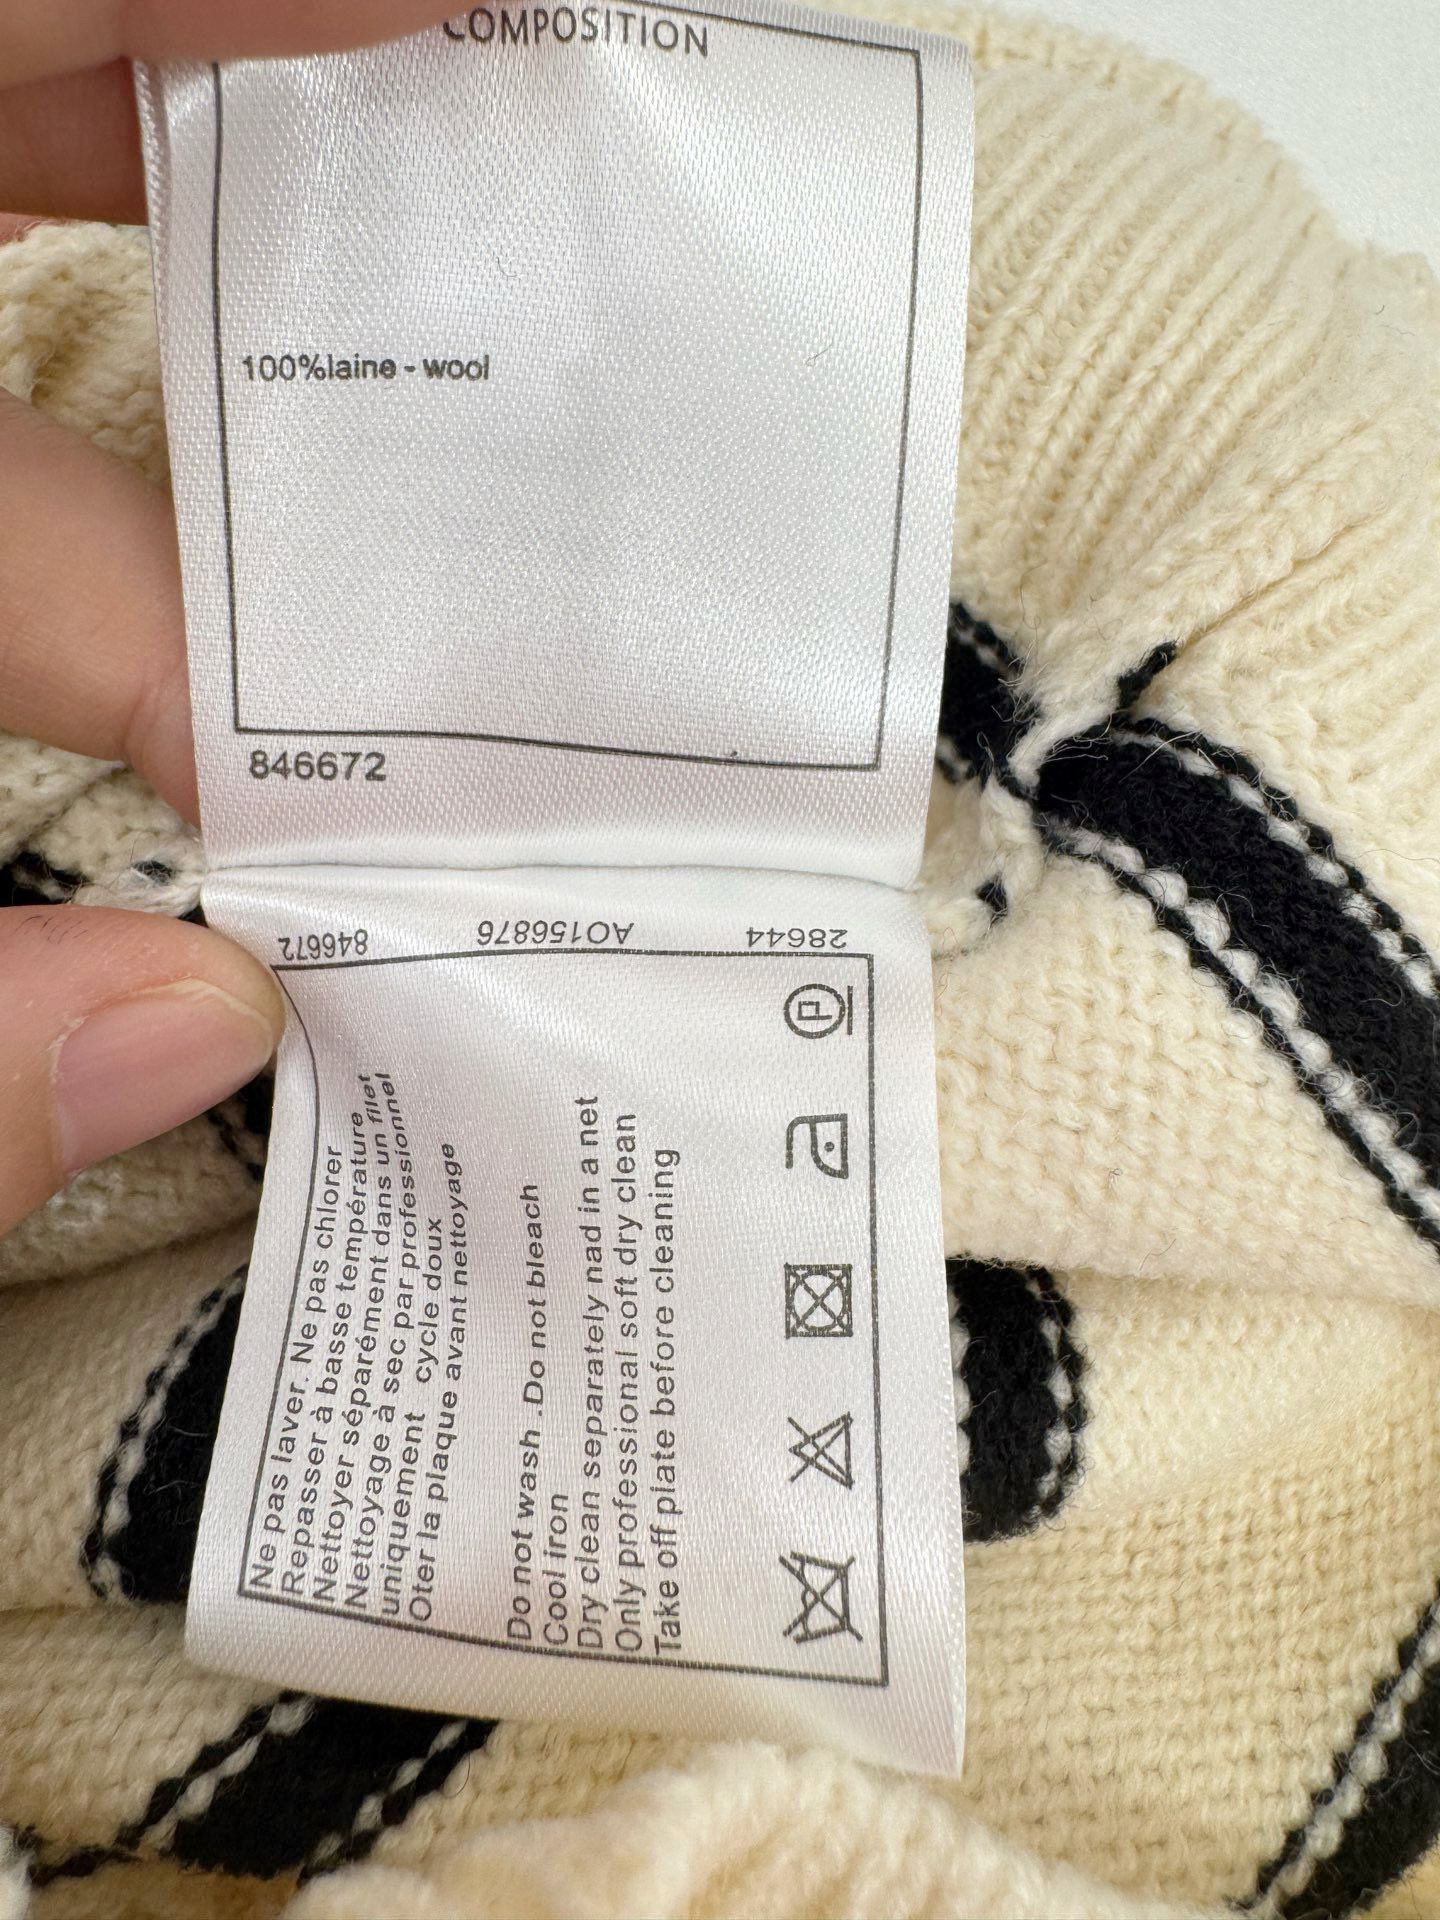 COMPOSITION
100%laine - wool
846672
846672
AO156876
28644
Ne pas laver. Ne pas chlorer
Repasser à basse température
Nettoyer séparément dans un filet
Nettoyage à sec par professionnel
uniquement cycle doux
Oter la plaque avant nettoyage
Do not wash .Do not bleach
Cool iron
Dry clean separately nad in a net
Only professional soft dry clean
Take off plate before cleaning
P